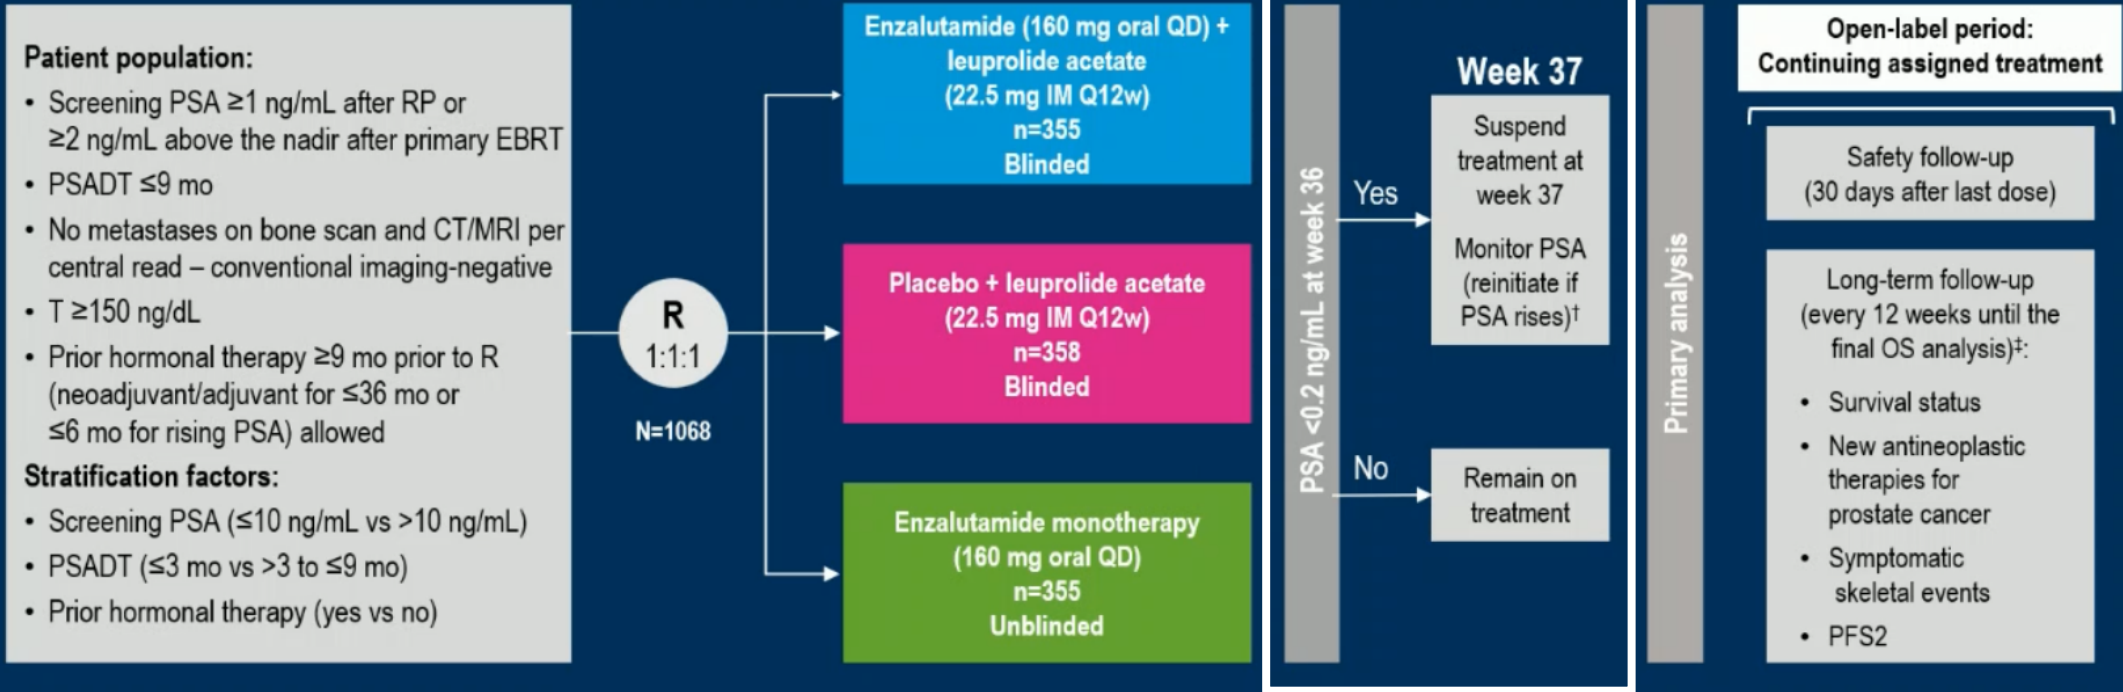 Patient population:
• Screening PSA ≥1 ng/mL after RP or
≥2 ng/mL above the nadir after primary EBRT
• PSADT ≤9 mo
• No metastases on bone scan and CT/MRI per
central read – conventional imaging-negative
• T ≥150 ng/dL
• Prior hormonal therapy ≥9 mo prior to R
(neoadjuvant/adjuvant for ≤36 mo or
≤6 mo for rising PSA) allowed
Stratification factors:
• Screening PSA (≤10 ng/mL vs >10 ng/mL)
• PSADT (≤3 mo vs >3 to ≤9 mo)
• Prior hormonal therapy (yes vs no)
R
1:1:1
N=1068
Enzalutamide (160 mg oral QD) +
leuprolide acetate
(22.5 mg IM Q12w)
n=355
Blinded
Placebo + leuprolide acetate
(22.5 mg IM Q12w)
n=358
Blinded
Enzalutamide monotherapy
(160 mg oral QD)
n=355
Unblinded
PSA <0.2 ng/mL at week 36
Yes
No
Week 37
Suspend
treatment at
week 37
Monitor PSA
(reinitiate if
PSA rises)†
Remain on
treatment
Primary analysis
Open-label period:
Continuing assigned treatment
Safety follow-up
(30 days after last dose)
Long-term follow-up
(every 12 weeks until the
final OS analysis)‡:
• Survival status
• New antineoplastic
therapies for
prostate cancer
• Symptomatic
skeletal events
• PFS2